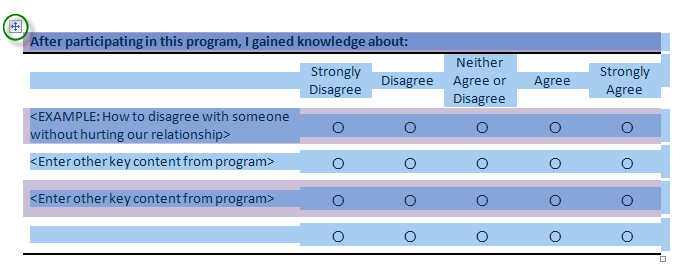 After participating in this program, I gained knowledge about:
Strongly Disagree Disagree Neither Agree or Disagree Agree Strongly Agree
<EXAMPLE: How to disagree with someone
without hurting our relationship>
<Enter other key content from program>
<Enter other key content from program>